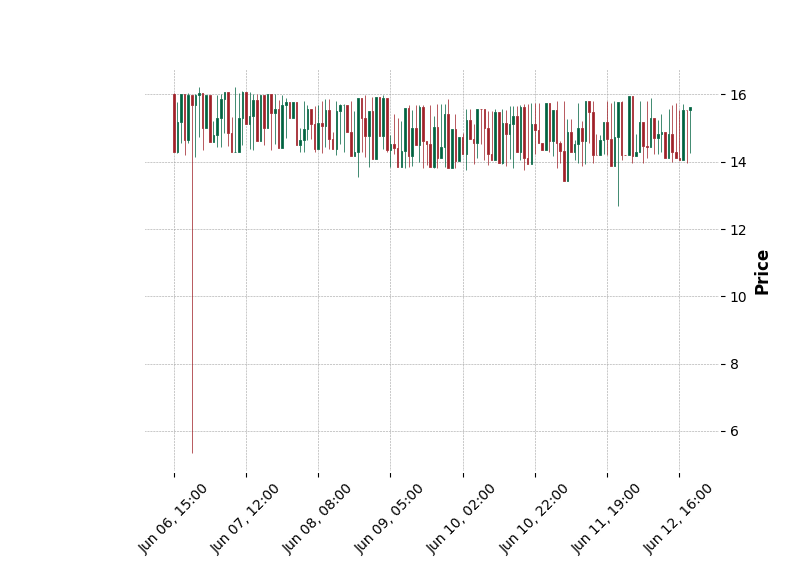 16
14
12
10
8
6
Price
Jun 06, 15:00
Jun 07, 12:00
Jun 08, 08:00
Jun 09, 05:00
Jun 10, 02:00
Jun 10, 22:00
Jun 11, 19:00
Jun 12, 16:00